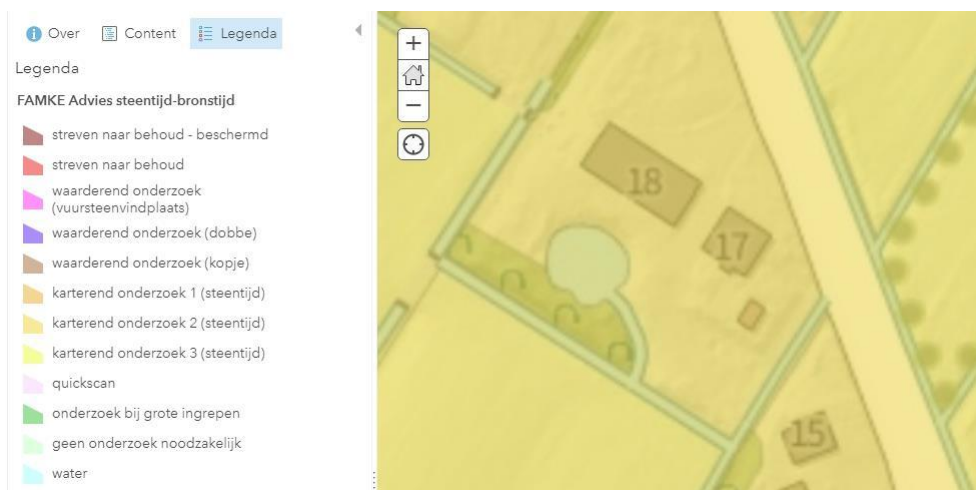 Over Content Legenda
Legenda
FAMKE Advies steentijd-bronstijd
streven naar behoud - beschermd
streven naar behoud
waarderend onderzoek
(vuursteenvindplaats)
waarderend onderzoek (dobbe)
waarderend onderzoek (kopje)
karterend onderzoek 1 (steentijd)
karterend onderzoek 2 (steentijd)
karterend onderzoek 3 (steentijd)
quickscan
onderzoek bij grote ingrepen
geen onderzoek noodzakelijk
water
18
17
15